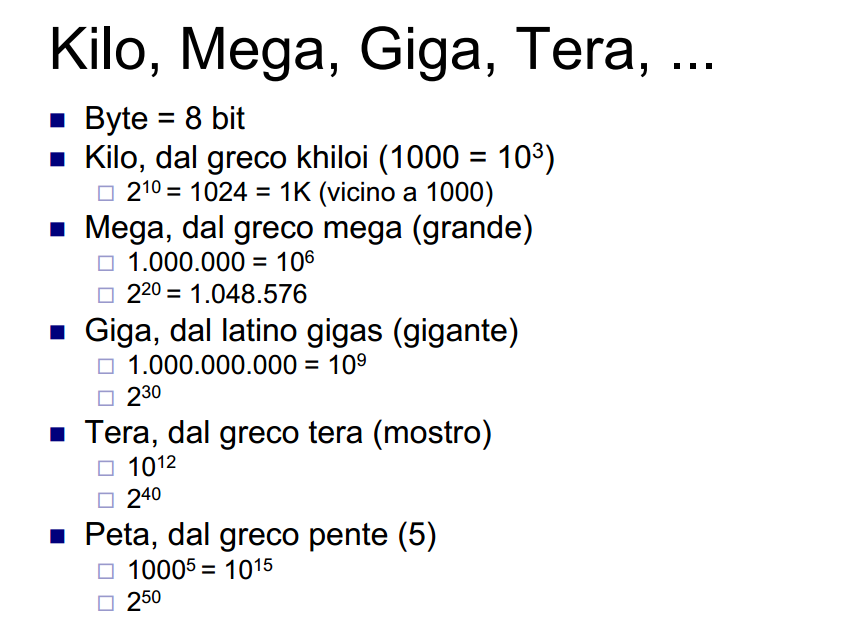 Kilo, Mega, Giga, Tera, ...
Byte = 8 bit
Kilo, dal greco khiloi (1000 = 10³)
2¹⁰ = 1024 = 1K (vicino a 1000)
Mega, dal greco mega (grande)
1.000.000 = 10⁶
2²⁰ = 1.048.576
Giga, dal latino gigas (gigante)
1.000.000.000 = 10⁹
2³⁰
Tera, dal greco tera (mostro)
10¹²
2⁴⁰
Peta, dal greco pente (5)
1000⁵ = 10¹⁵
2⁵⁰